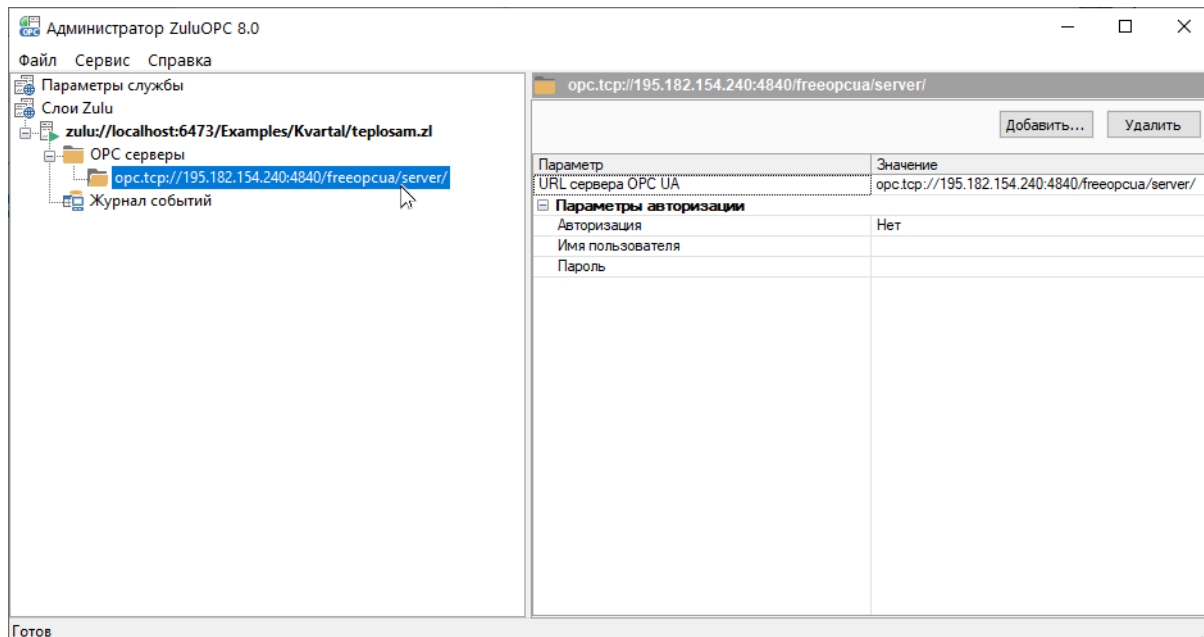 Администратор ZuluOPC 8.0
Файл Сервис Справка
Параметры службы
Слои Zulu
zulu://localhost:6473/Examples/Kvartal/teplosam.zl
OPC серверы
opc.tcp://195.182.154.240:4840/freeopcua/server/
Журнал событий
opc.tcp://195.182.154.240:4840/freeopcua/server/
Добавить... Удалить
Параметр Значение
URL сервера OPC UA opc.tcp://195.182.154.240:4840/freeopcua/server/
Параметры авторизации
Авторизация Нет
Имя пользователя
Пароль
Готов